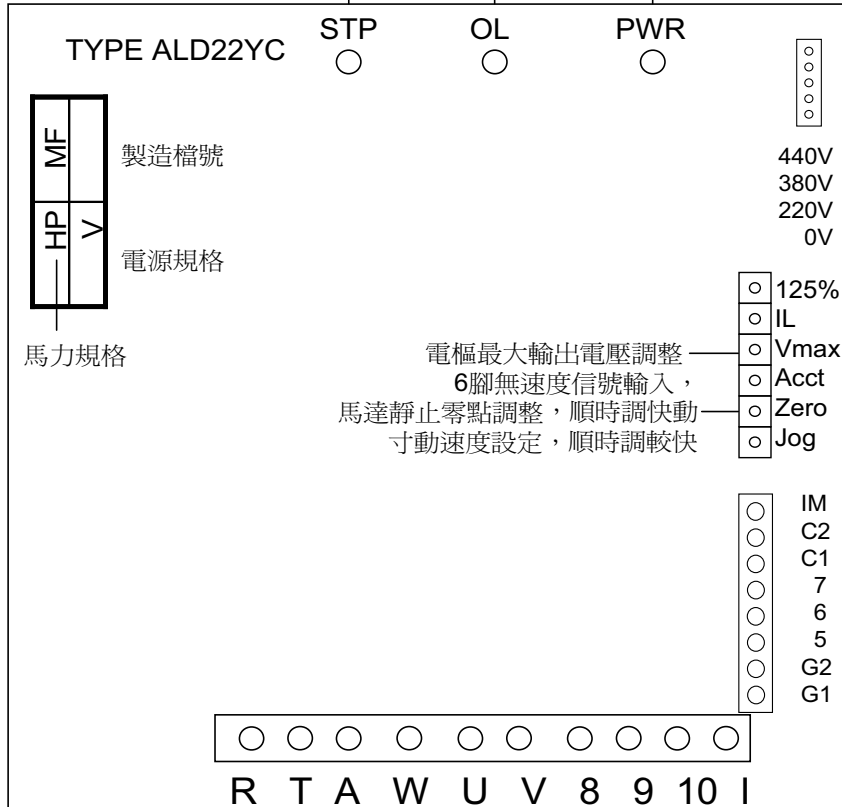 TYPE ALD22YC
STP
OL
PWR
MF
製造檔號
HP
V
電源規格
馬力規格
440V
380V
220V
0V
125%
IL
Vmax
Acct
Zero
Jog
電樞最大輸出電壓調整
6腳無速度信號輸入，
馬達靜止零點調整，順時調快動
寸動速度設定，順時調較快
IM
C2
C1
7
6
5
G2
G1
R T A W U V 8 9 10 I